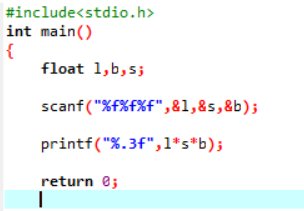 #include<stdio.h>
int main()
{
float l,b,s;
scanf("%f%f%f",&l,&s,&b);
printf("%.3f",l*s*b);
return 0;